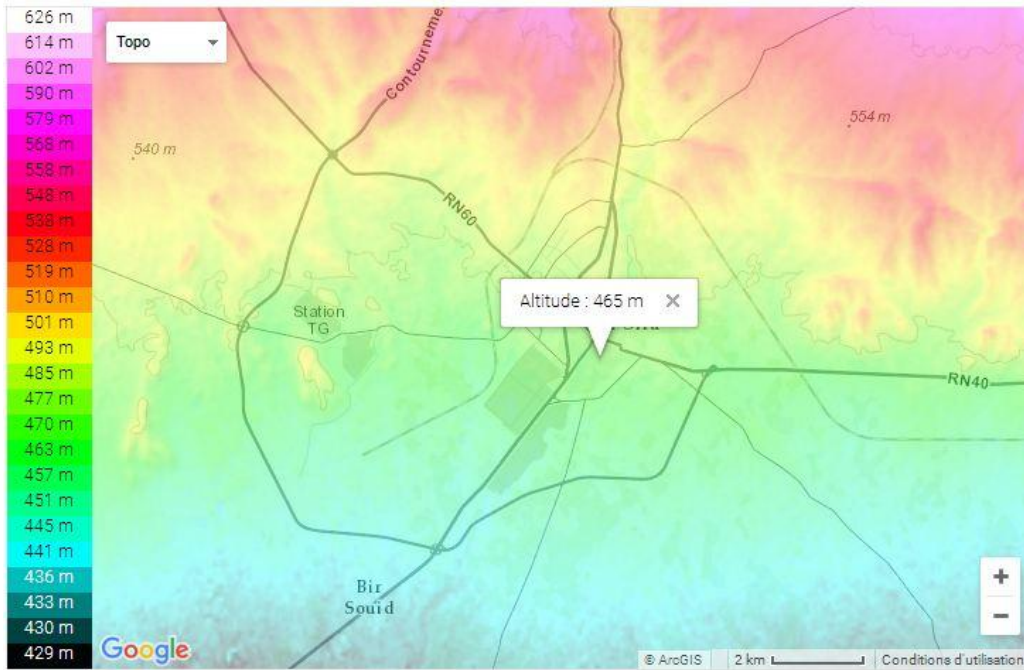 626 m
614 m
602 m
590 m
579 m
568 m
558 m
548 m
538 m
528 m
519 m
510 m
501 m
493 m
485 m
477 m
470 m
463 m
457 m
451 m
445 m
441 m
436 m
433 m
430 m
429 m
Topo
Contourneme
554 m
540 m
RN60
Altitude : 465 m
Station
TG
RN40
Bir
Souïd
+
−
Google
© ArcGIS
2 km
Conditions d'utilisation